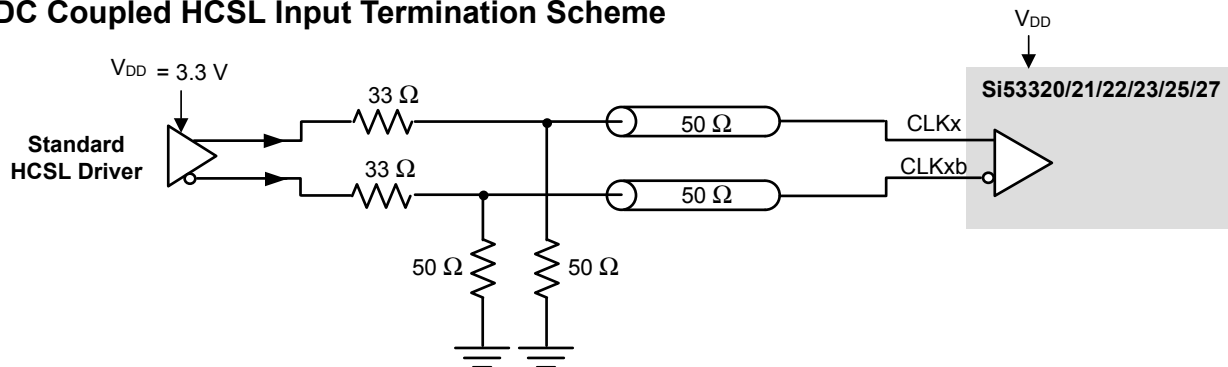 DC Coupled HCSL Input Termination Scheme
VDD
VDD = 3.3 V
Si53320/21/22/23/25/27
33 Ω
Standard
HCSL Driver
50 Ω
CLKx
33 Ω
50 Ω
CLKxb
50 Ω
50 Ω